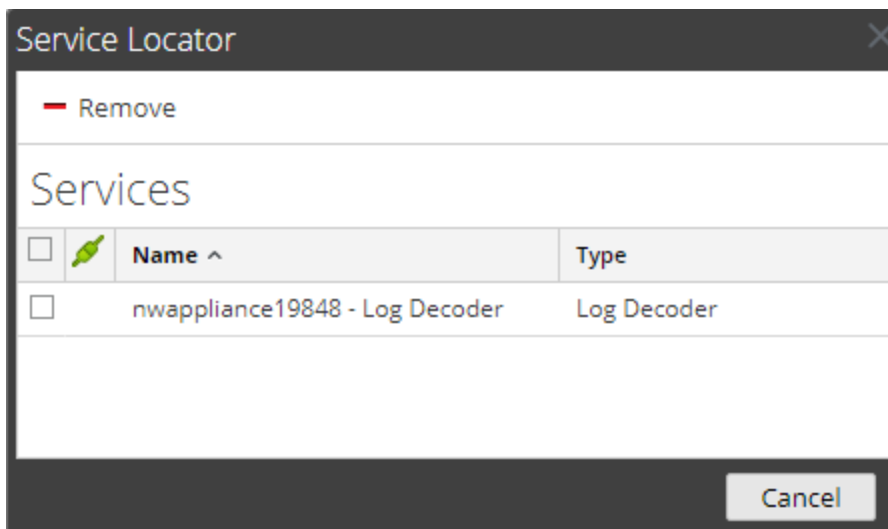 Service Locator
Remove
Services
Name Type
nwappliance19848 - Log Decoder Log Decoder
Cancel